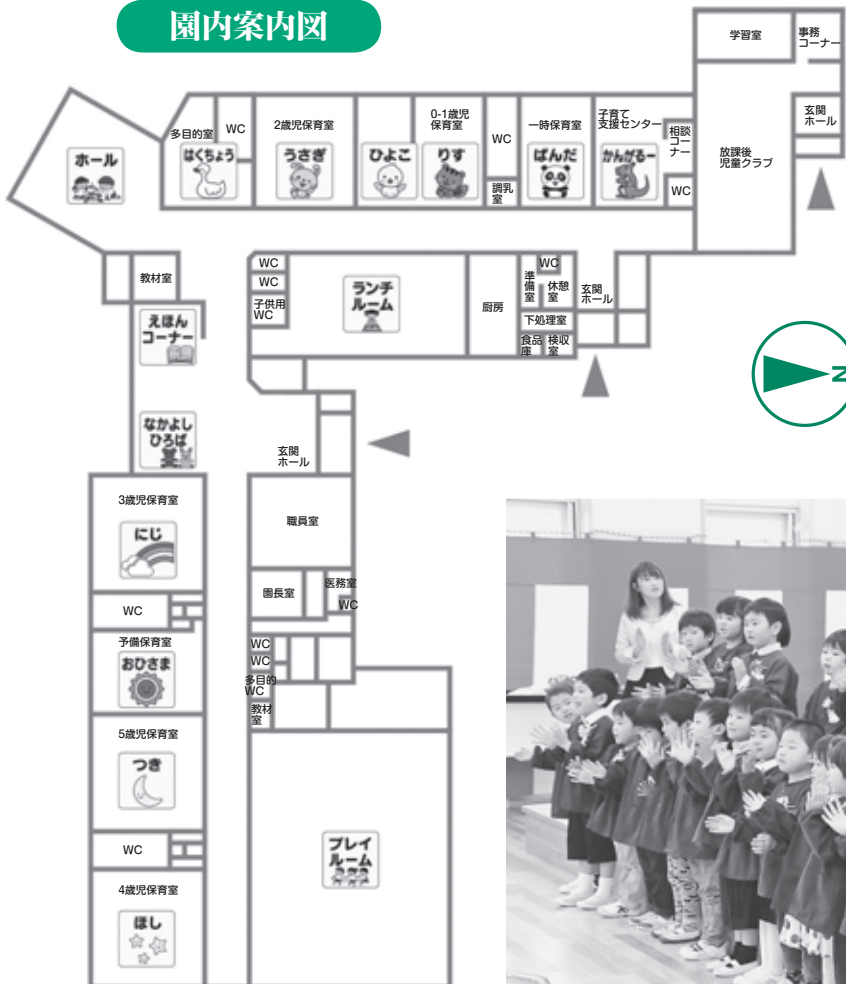 園内案内図
学習室
事務
コーナー
玄関
ホール
放課後
児童クラブ
子育て
支援センター
かんがるー
相談
コーナー
WC
一時保育室
ぱんだ
WC
調乳
室
0-1歳児
保育室
りす
ひよこ
2歳児保育室
うさぎ
WC
多目的室
はくちょう
ホール
教材室
えほん
コーナー
なかよし
ひろば
WC
WC
子供用
WC
ランチ
ルーム
厨房
準
備
室
WC
休憩
室
下処理室
食品
庫
検収
室
玄関
ホール
N
玄関
ホール
職員室
園長室
医務室
WC
WC
WC
多目的
WC
教材
室
プレイ
ルーム
3歳児保育室
にじ
WC
予備保育室
おひさま
5歳児保育室
つき
WC
4歳児保育室
ほし